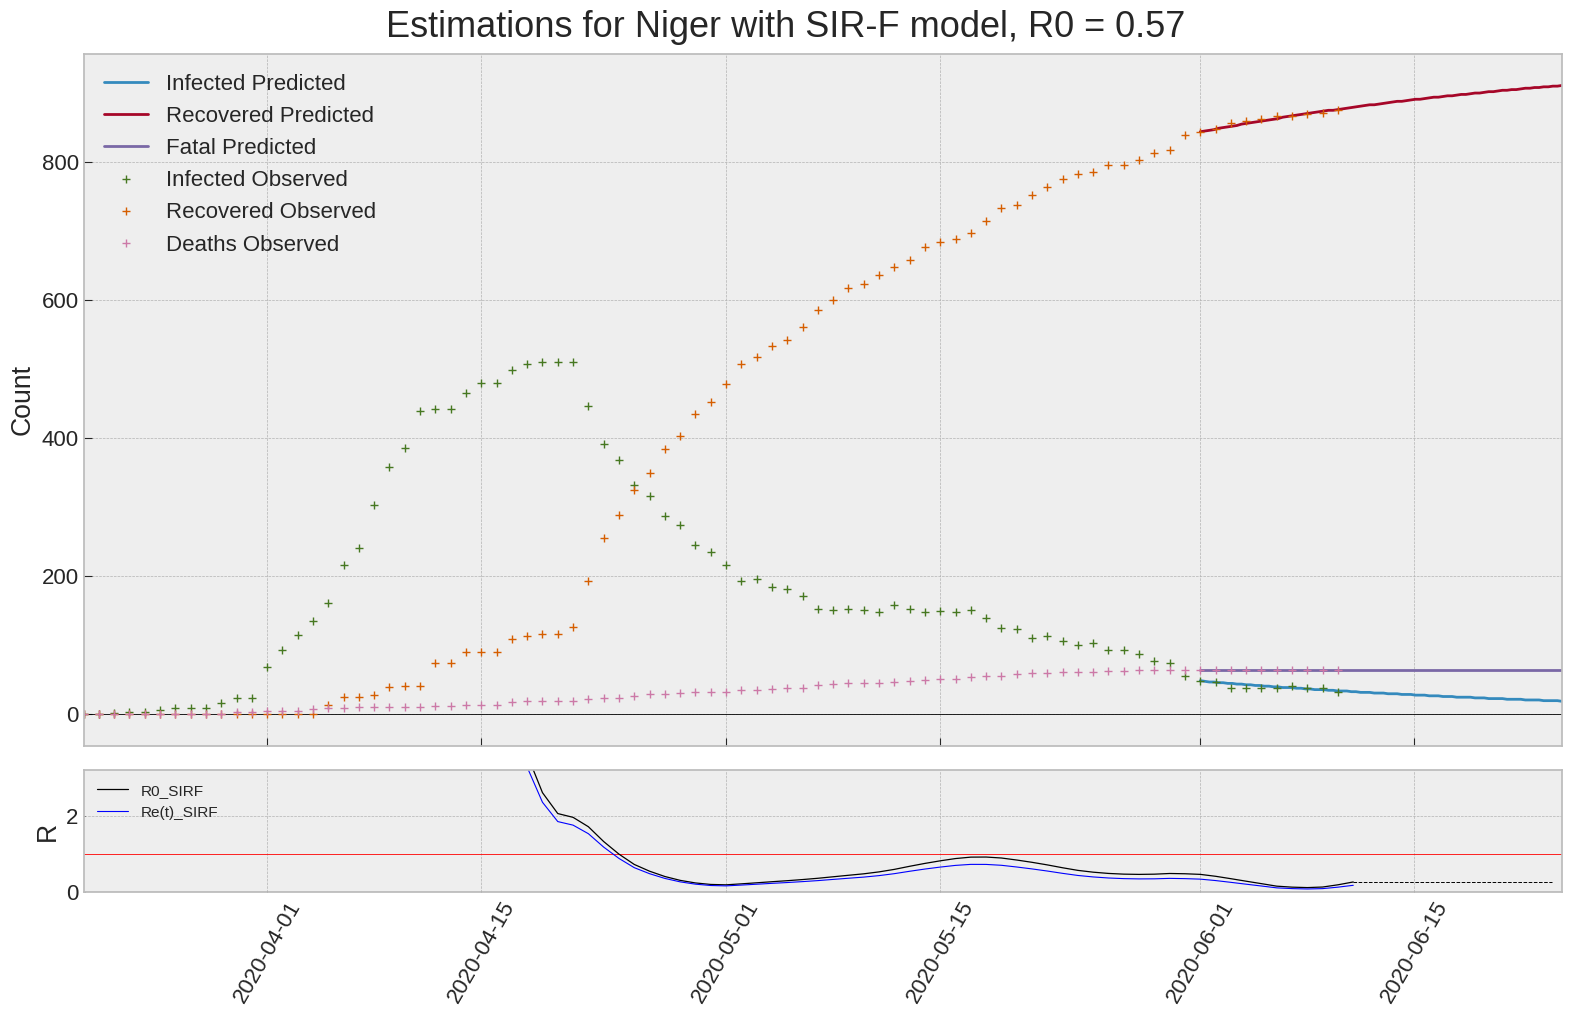 Estimations for Niger with SIR-F model, R0 = 0.57
Infected Predicted
Recovered Predicted
Fatal Predicted
Infected Observed
Recovered Observed
Deaths Observed
800
600
400
200
0
Count
R0_SIRF
Re(t)_SIRF
2
0
R
2020-04-01
2020-04-15
2020-05-01
2020-05-15
2020-06-01
2020-06-15